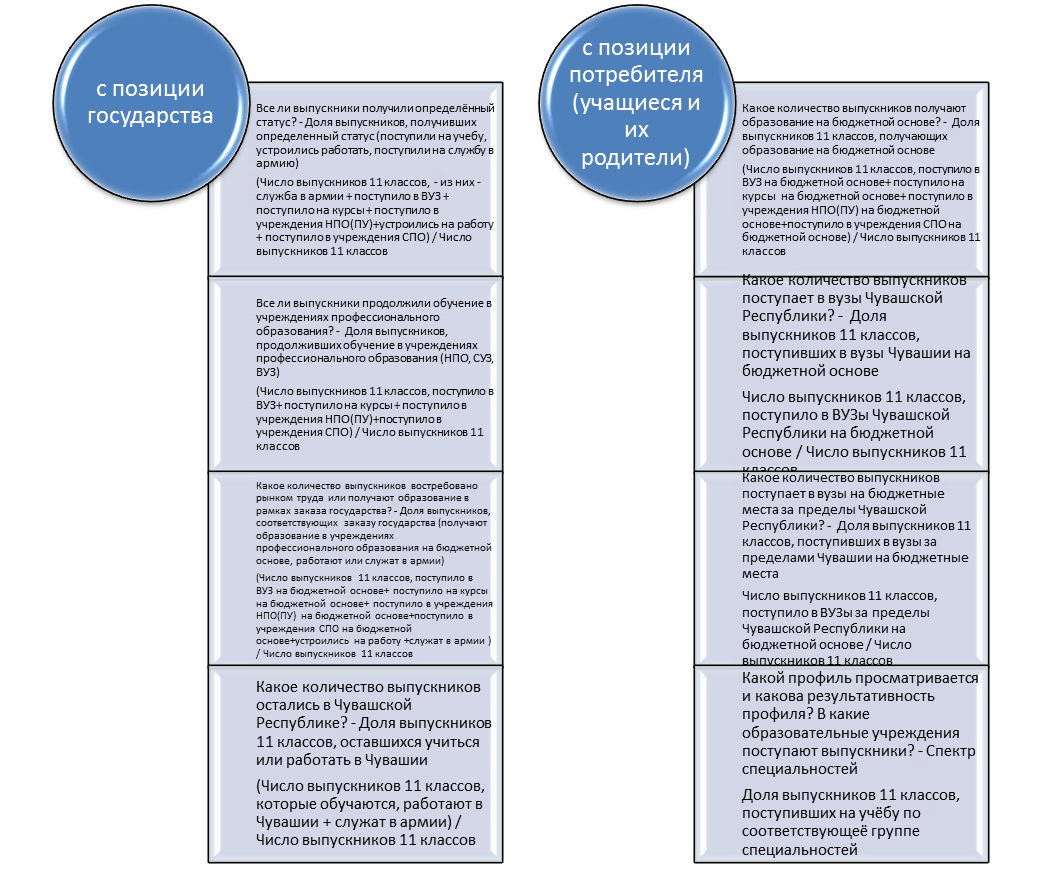 с позиции
государства
Все ли выпускники получили определённый
статус? - Доля выпускников, получивших
определенный статус (поступили на учебу,
устроились работать, поступили на службу в
армию)
(Число выпускников 11 классов, - из них -
служба в армии + поступило в ВУЗ +
поступило на курсы + поступило в
учреждения НПО(ПУ)+устроились на работу
+ поступило в учреждения СПО) / Число
выпускников 11 классов
Все ли выпускники продолжили обучение в
учреждениях профессионального
образования? - Доля выпускников,
продолживших обучение в учреждениях
профессионального образования (НПО, СУЗ,
ВУЗ)
(Число выпускников 11 классов, поступило в
ВУЗ+ поступило на курсы + поступило в
учреждения НПО(ПУ)+поступило в
учреждения СПО) / Число выпускников 11
классов
Какое количество выпускников востребовано
рынком труда или получают образование в
рамках заказа государства? - Доля выпускников,
соответствующих заказу государства (получают
образование в учреждениях
профессионального образования на бюджетной
основе, работают или служат в армии)
(Число выпускников 11 классов, поступило в
ВУЗ на бюджетной основе+ поступило на курсы
на бюджетной основе+ поступило в учреждения
НПО(ПУ) на бюджетной основе+поступило в
учреждения СПО на бюджетной
основе+устроились на работу +служат в армии )
/ Число выпускников 11 классов
Какое количество выпускников
остались в Чувашской
Республике? - Доля выпускников
11 классов, оставшихся учиться
или работать в Чувашии
(Число выпускников 11 классов,
которые обучаются, работают в
Чувашии + служат в армии) /
Число выпускников 11 классов
с позиции
потребителя
(учащиеся и
их
родители)
Какое количество выпускников получают
образование на бюджетной основе? - Доля
выпускников 11 классов, получающих
образование на бюджетной основе
(Число выпускников 11 классов, поступило в
ВУЗ на бюджетной основе+ поступило на
курсы на бюджетной основе+ поступило в
учреждения НПО(ПУ) на бюджетной
основе+поступило в учреждения СПО на
бюджетной основе) / Число выпускников 11
классов
Какое количество выпускников
поступает в вузы Чувашской
Республики? - Доля
выпускников 11 классов,
поступивших в вузы Чувашии на
бюджетной основе
Число выпускников 11 классов,
поступило в ВУЗы Чувашской
Республики на бюджетной
основе / Число выпускников 11
классов
Какое количество выпускников
поступает в вузы на бюджетные
места за пределы Чувашской
Республики? - Доля выпускников 11
классов, поступивших в вузы за
пределами Чувашии на бюджетные
места
Число выпускников 11 классов,
поступило в ВУЗы за пределы
Чувашской Республики на
бюджетной основе / Число
выпускников 11 классов
Какой профиль просматривается
и какова результативность
профиля? В какие
образовательные учреждения
поступают выпускники? - Спектр
специальностей
Доля выпускников 11 классов,
поступивших на учёбу по
соответствующеё группе
специальностей